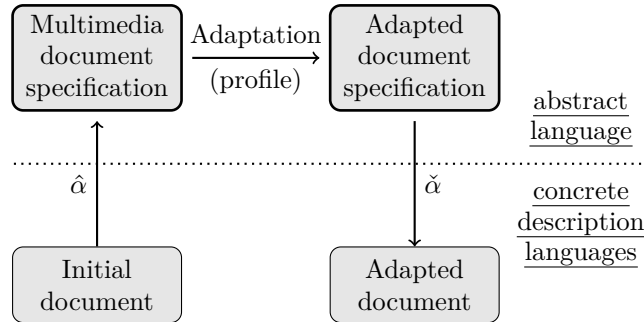 Multimedia
document
specification
Adaptation
(profile)
Adapted
document
specification
abstract
language
α̂
α̌
concrete
description
languages
Initial
document
Adapted
document